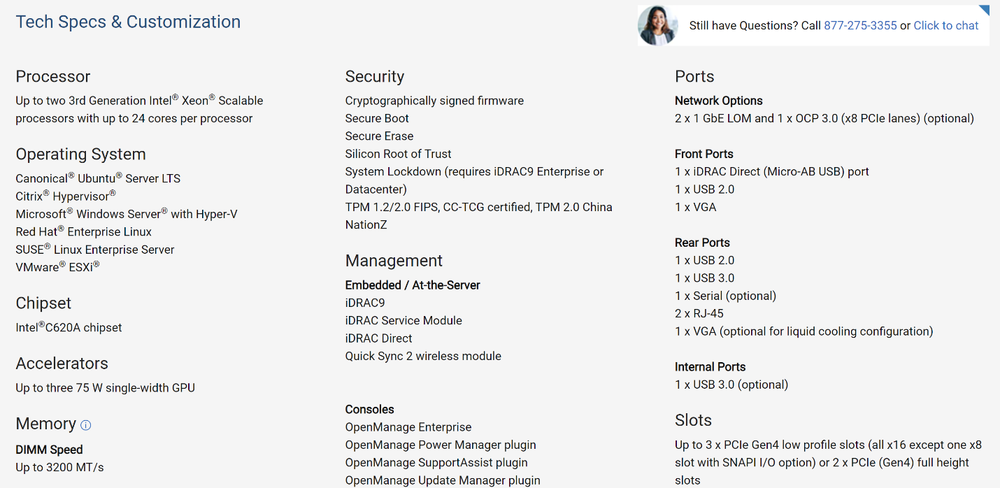 Tech Specs & Customization
Still have Questions? Call 877-275-3355 or Click to chat
Processor
Up to two 3rd Generation Intel® Xeon® Scalable
processors with up to 24 cores per processor
Operating System
Canonical® Ubuntu® Server LTS
Citrix® Hypervisor®
Microsoft® Windows Server® with Hyper-V
Red Hat® Enterprise Linux
SUSE® Linux Enterprise Server
VMware® ESXi®
Chipset
Intel®C620A chipset
Accelerators
Up to three 75 W single-width GPU
Memory
DIMM Speed
Up to 3200 MT/s
Security
Cryptographically signed firmware
Secure Boot
Secure Erase
Silicon Root of Trust
System Lockdown (requires iDRAC9 Enterprise or
Datacenter)
TPM 1.2/2.0 FIPS, CC-TCG certified, TPM 2.0 China
NationZ
Management
Embedded / At-the-Server
iDRAC9
iDRAC Service Module
iDRAC Direct
Quick Sync 2 wireless module
Consoles
OpenManage Enterprise
OpenManage Power Manager plugin
OpenManage SupportAssist plugin
OpenManage Update Manager plugin
Ports
Network Options
2 x 1 GbE LOM and 1 x OCP 3.0 (x8 PCIe lanes) (optional)
Front Ports
1 x iDRAC Direct (Micro-AB USB) port
1 x USB 2.0
1 x VGA
Rear Ports
1 x USB 2.0
1 x USB 3.0
1 x Serial (optional)
2 x RJ-45
1 x VGA (optional for liquid cooling configuration)
Internal Ports
1 x USB 3.0 (optional)
Slots
Up to 3 x PCIe Gen4 low profile slots (all x16 except one x8
slot with SNAPI I/O option) or 2 x PCIe (Gen4) full height
slots